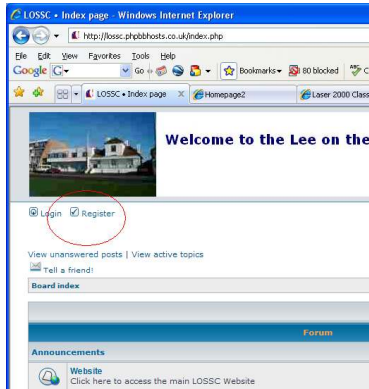 LOSSC • Index page - Windows Internet Explorer
http://lossc.phpbbhosts.co.uk/index.php
File Edit View Favorites Tools Help
Google G Go Bookmarks 80 blocked ABC C
LOSSC • Index page X Homepage2 Laser 2000 Class
Welcome to the Lee on the
Login Register
View unanswered posts | View active topics
Tell a friend!
Board index
Forum
Announcements
Website
Click here to access the main LOSSC Website